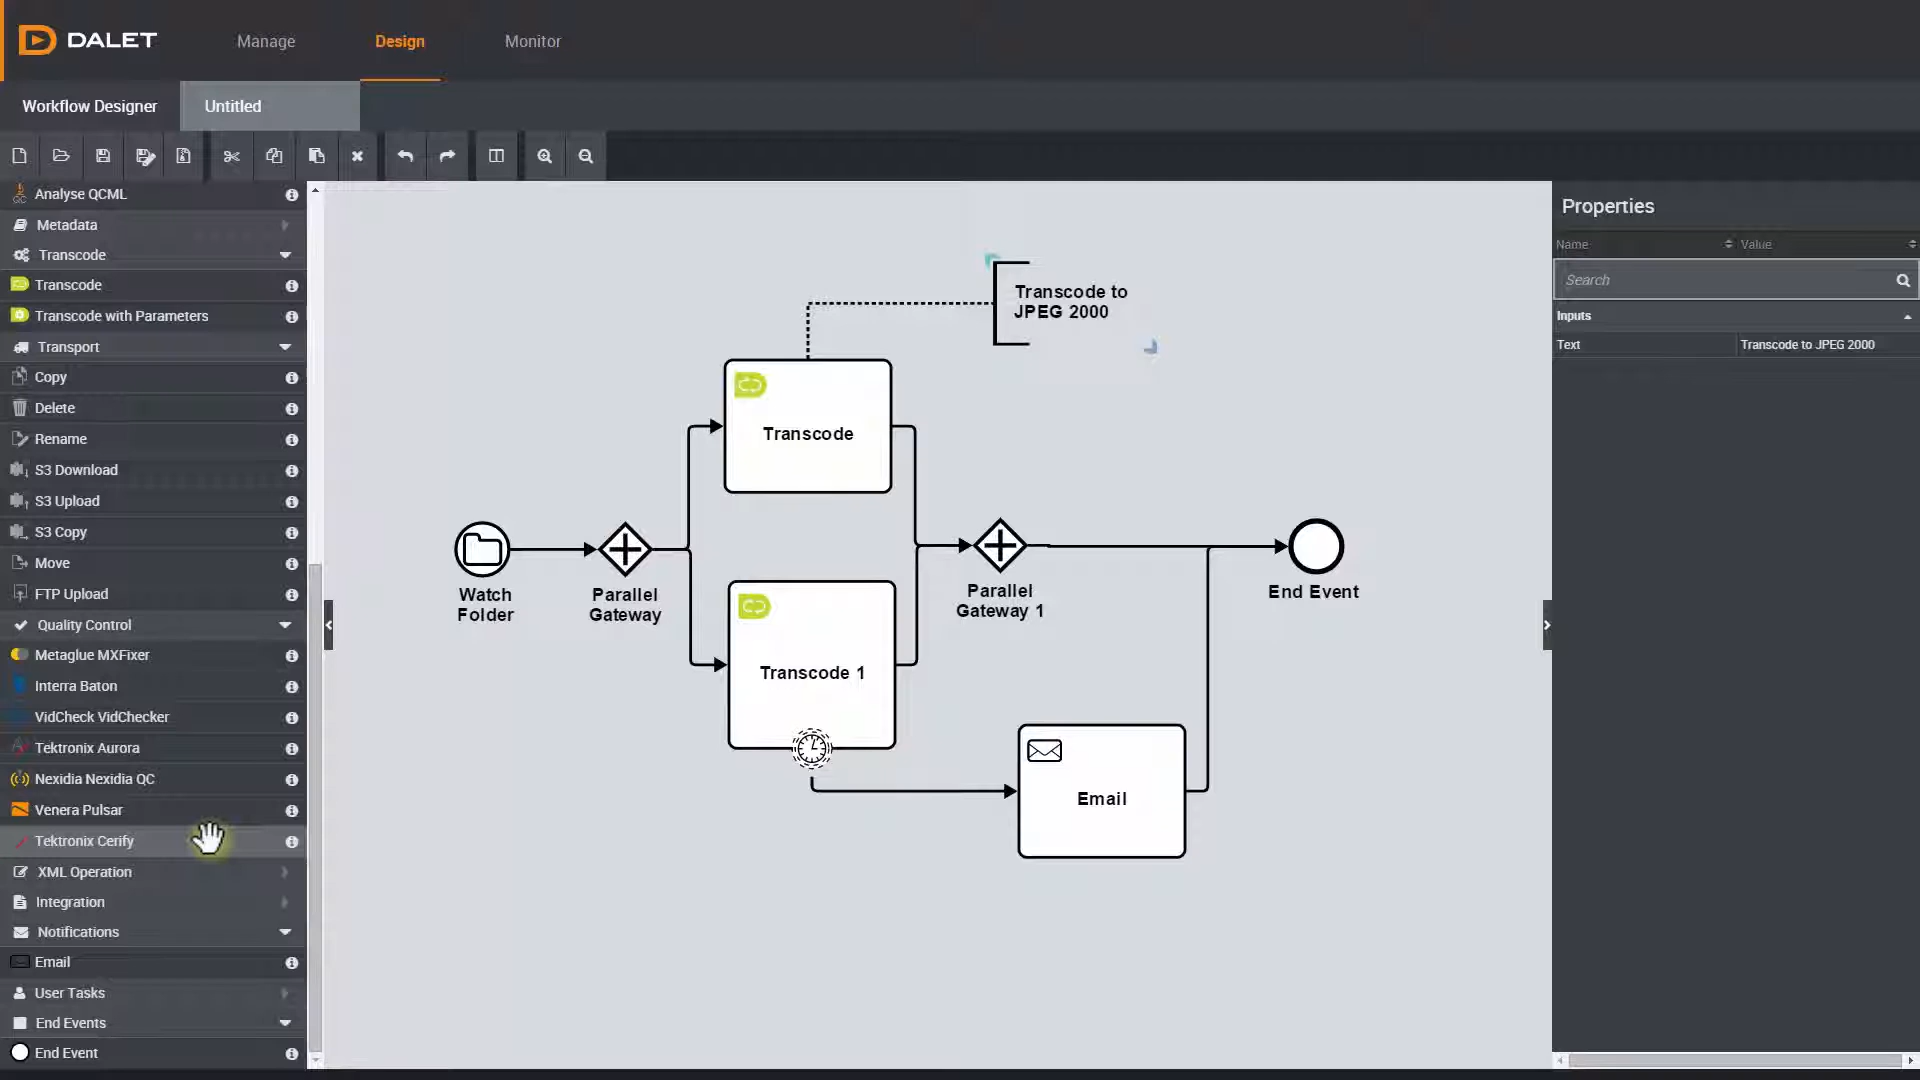 DALET
Manage
Design
Monitor
Workflow Designer
Untitled
Analyse QCML
Metadata
Transcode
Transcode
Transcode with Parameters
Transport
Copy
Delete
Rename
S3 Download
S3 Upload
S3 Copy
Move
FTP Upload
Quality Control
Metaglue MXFixer
Interra Baton
VidCheck VidChecker
Tektronix Aurora
Nexidia Nexidia QC
Venera Pulsar
Tektronix Cerify
XML Operation
Integration
Notifications
Email
User Tasks
End Events
End Event
Transcode to
JPEG 2000
Transcode
Watch
Folder
Parallel
Gateway
Transcode 1
Parallel
Gateway 1
End Event
Email
Properties
Name
Value
Search
Inputs
Text
Transcode to JPEG 2000